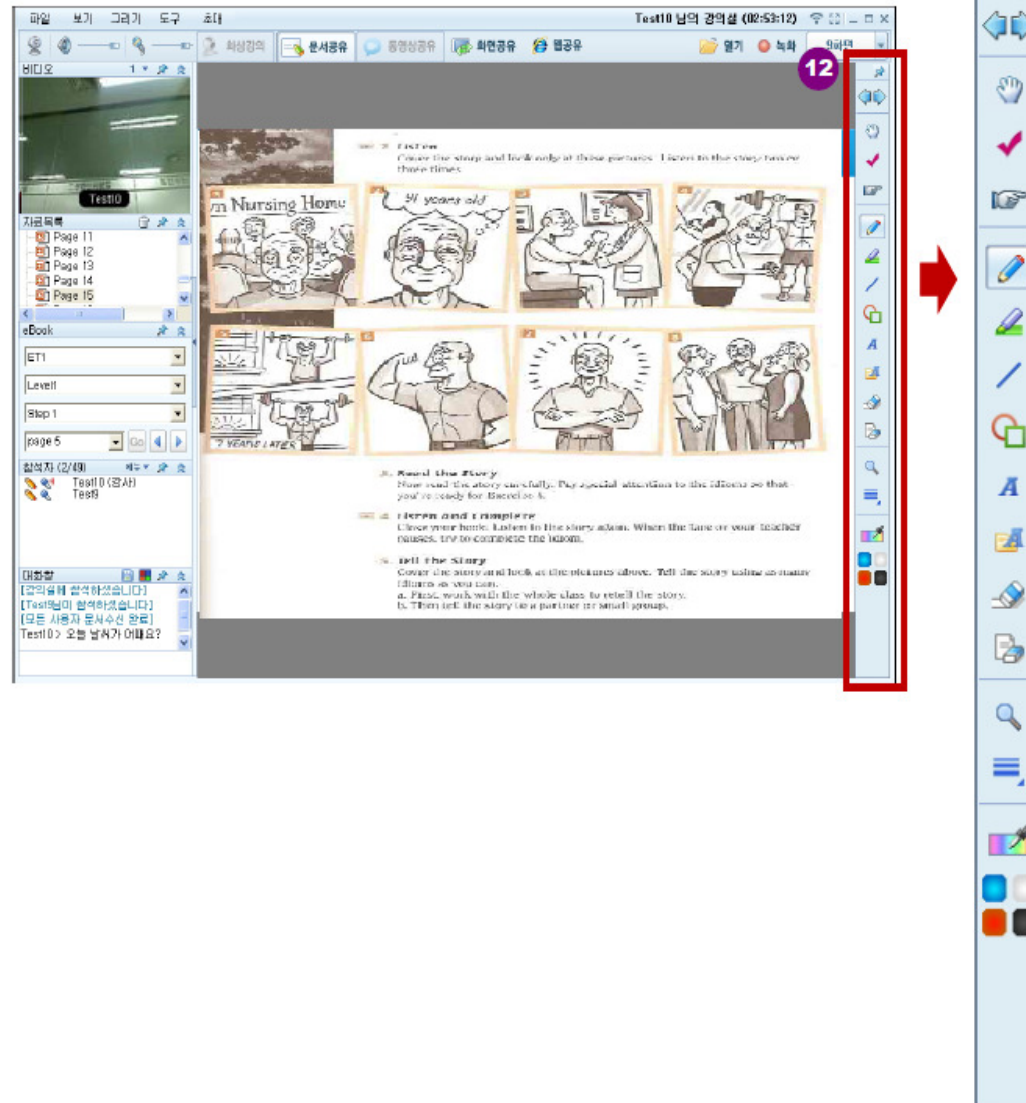 파일 보기 그리기 도구 초대 Test10 님의 강의실 (02:53:12)
화상강의 문서공유 동영상공유 화면공유 웹공유 열기 녹화
12
비디오 1
Test10
자료목록
Page 11
Page 12
Page 13
Page 14
Page 15
eBook
ET1
Level1
Step 1
page 5 Go
참석자 (2/49) 메뉴
Test10 (강사)
Test9
대화창
[강의실에 참석하셨습니다]
[Test9님이 참석하셨습니다]
[모든 사용자 문서수신 완료]
Test10> 오늘 날씨가 어때요?
2 Listen
Cover the story and look only at these pictures. Listen to the story two or
three times.
Nursing Home
91 years old
7 YEARS LATER
3. Read the Story
Now read the story carefully. Pay special attention to the idioms so that
you're ready for Exercise 4.
4. Listen and Complete
Close your book. Listen to the story again. When the tape or your teacher
pauses, try to complete the idiom.
5. Tell the Story
Cover the story and look at the pictures above. Tell the story using as many
idioms as you can.
a. First, work with the whole class to retell the story.
b. Then tell the story to a partner or small group.